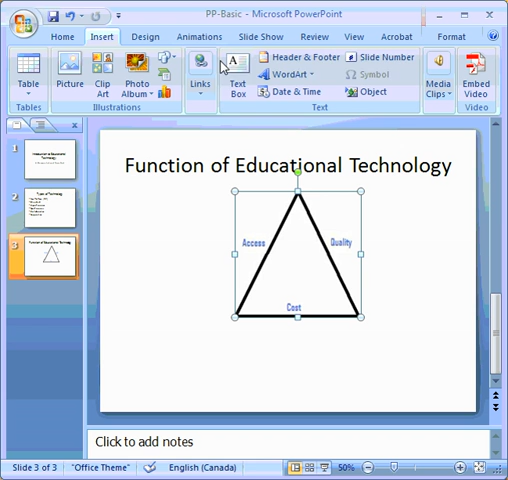 PP-Basic - Microsoft PowerPoint
Home Insert Design Animations Slide Show Review View Acrobat Format
Table
Picture
Clip Art
Photo Album
Links
Text Box
Header & Footer
WordArt
Date & Time
Slide Number
Symbol
Object
Media Clips
Embed Video
Tables Illustrations Text Video
1
2
3
Function of Educational Technology
Access
Quality
Cost
Click to add notes
Slide 3 of 3 "Office Theme" English (Canada) 50%